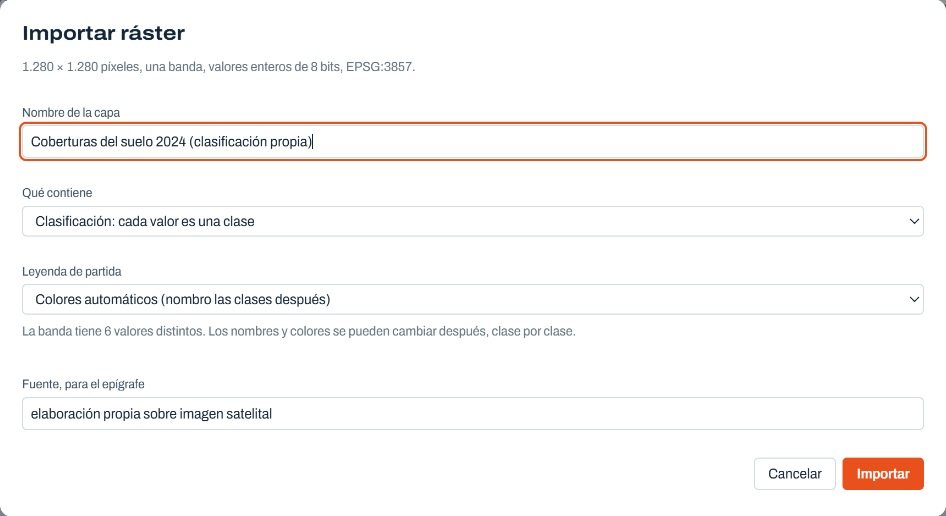 Importar ráster
1.280 × 1.280 píxeles, una banda, valores enteros de 8 bits, EPSG:3857.
Nombre de la capa
Coberturas del suelo 2024 (clasificación propia)
Qué contiene
Clasificación: cada valor es una clase
Leyenda de partida
Colores automáticos (nombro las clases después)
La banda tiene 6 valores distintos. Los nombres y colores se pueden cambiar después, clase por clase.
Fuente, para el epígrafe
elaboración propia sobre imagen satelital
Cancelar
Importar